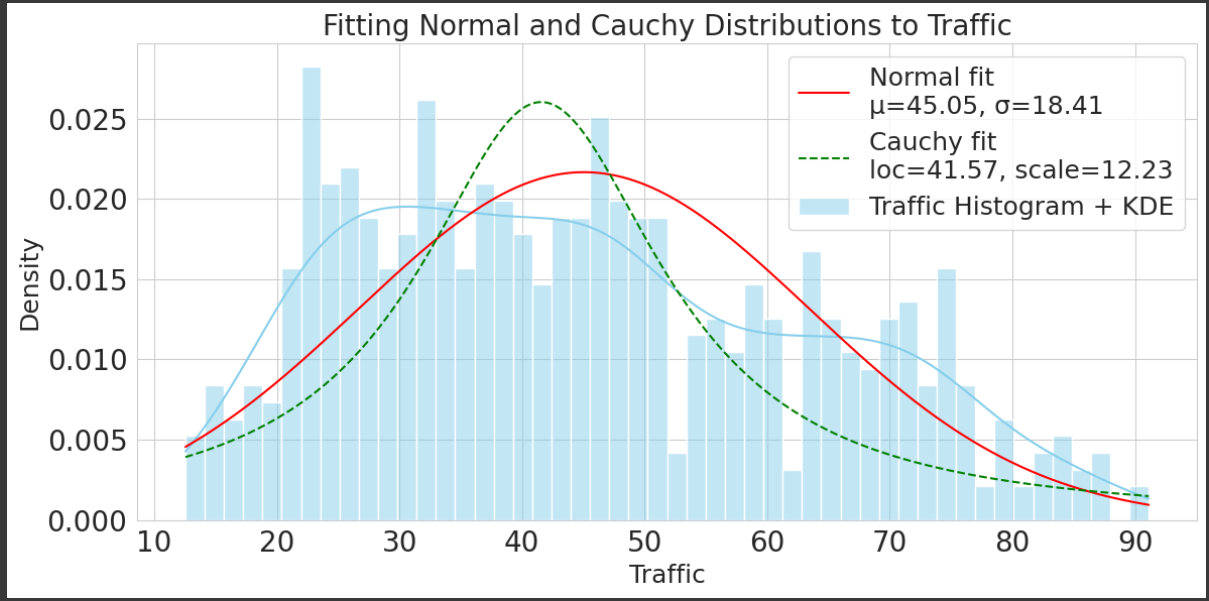 Fitting Normal and Cauchy Distributions to Traffic
Normal fit
μ=45.05, σ=18.41
Cauchy fit
loc=41.57, scale=12.23
Traffic Histogram + KDE
Density
0.025
0.020
0.015
0.010
0.005
0.000
10 20 30 40 50 60 70 80 90
Traffic